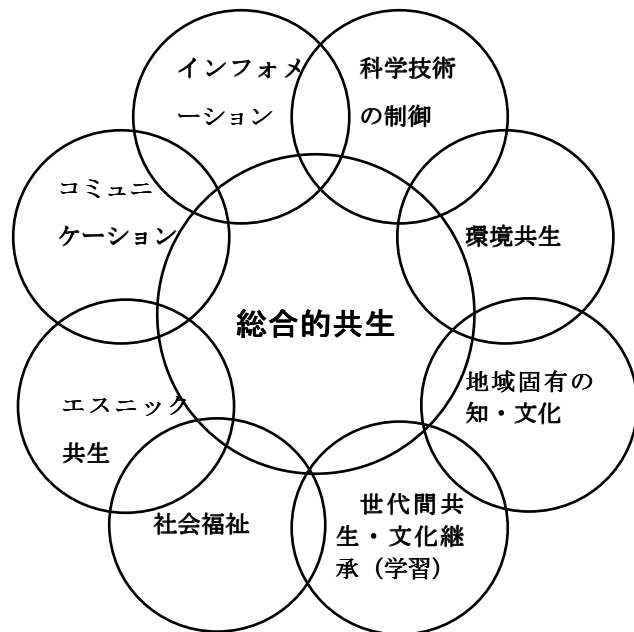 インフォメ
ーション
科学技術
の制御
コミュニ
ケーション
環境共生
総合的共生
地域固有の
知・文化
エスニック
共生
社会福祉
世代間共
生・文化継
承（学習）